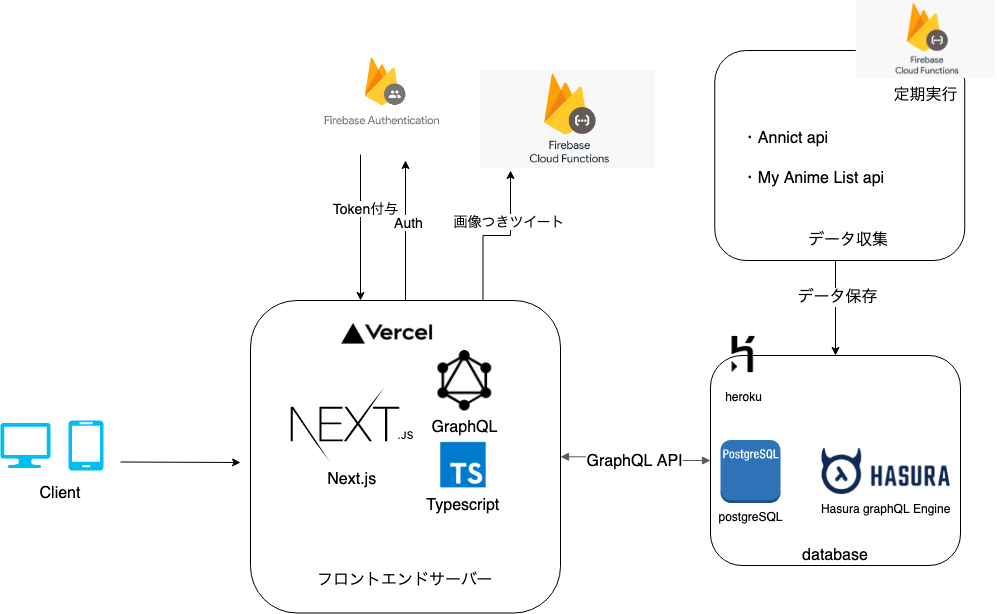 Firebase
Cloud Functions
定期実行
・Annict api
・My Anime List api
データ収集
Firebase Authentication
Firebase
Cloud Functions
Token付与
Auth
画像つきツイート
データ保存
Vercel
NEXT.JS
Next.js
GraphQL
TS
Typescript
フロントエンドサーバー
Client
GraphQL API
heroku
PostgreSQL
postgreSQL
HASURA
Hasura graphQL Engine
database